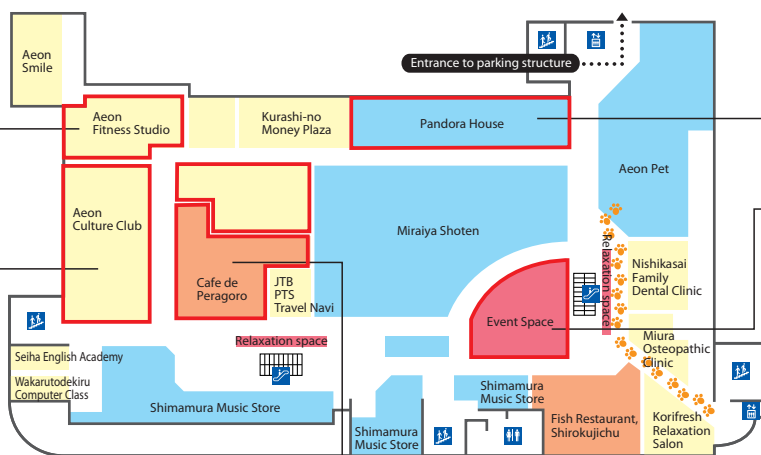 Aeon
Smile
Entrance to parking structure
Aeon
Fitness Studio
Kurashi-no
Money Plaza
Pandora House
Aeon Pet
Aeon
Culture Club
Miraiya Shoten
Relaxation space
Nishikasai
Family
Dental Clinic
Cafe de
Peragoro
JTB
PTS
Travel Navi
Event Space
Relaxation space
Miura
Osteopathic
Clinic
Seiha English Academy
Wakarutodekiru
Computer Class
Shimamura Music Store
Shimamura
Music Store
Shimamura
Music Store
Fish Restaurant,
Shirokujichu
Korifresh
Relaxation
Salon